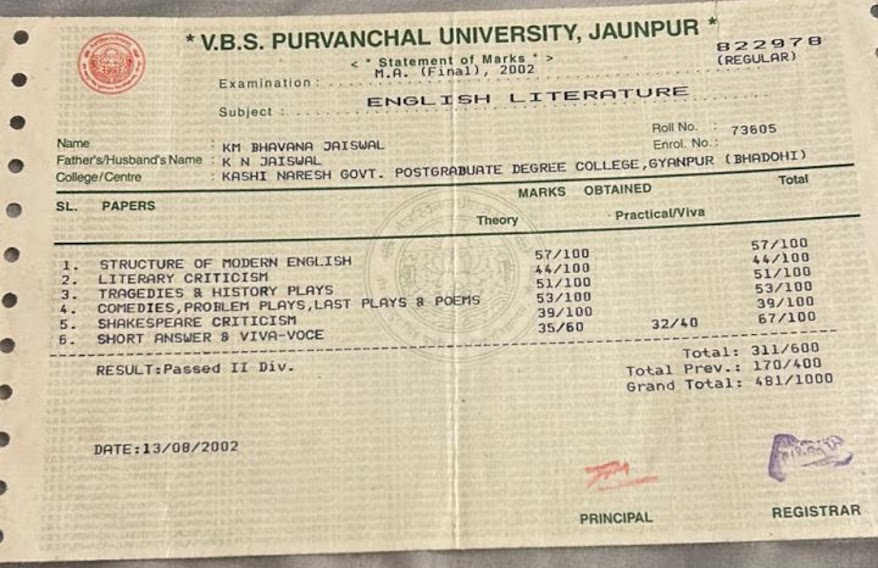 * V.B.S. PURVANCHAL UNIVERSITY, JAUNPUR *
822978
< * Statement of Marks * >
(REGULAR)
M.A. (Final), 2002
Examination :
Subject : ENGLISH LITERATURE
Roll No. : 73605
Enrol. No. :
Name : KM BHAVANA JAISWAL
Father's/Husband's Name : K N JAISWAL
College/Centre : KASHI NARESH GOVT. POSTGRABUATE DEGREE COLLEGE,GYANPUR (BHADOHI)
SL. PAPERS MARKS OBTAINED Total
Theory Practical/Viva
1. STRUCTURE OF MODERN ENGLISH 57/100 57/100
2. LITERARY CRITICISM 44/100 44/100
3. TRAGEDIES & HISTORY PLAYS 51/100 51/100
4. COMEDIES,PROBLEM PLAYS,LAST PLAYS & POEMS 53/100 53/100
5. SHAKESPEARE CRITICISM 39/100 39/100
6. SHORT ANSWER & VIVA-VOCE 35/60 32/40 67/100
Total: 311/600
RESULT:Passed II Div. Total Prev.: 170/400
Grand Total: 481/1000
DATE:13/08/2002
PRINCIPAL
REGISTRAR